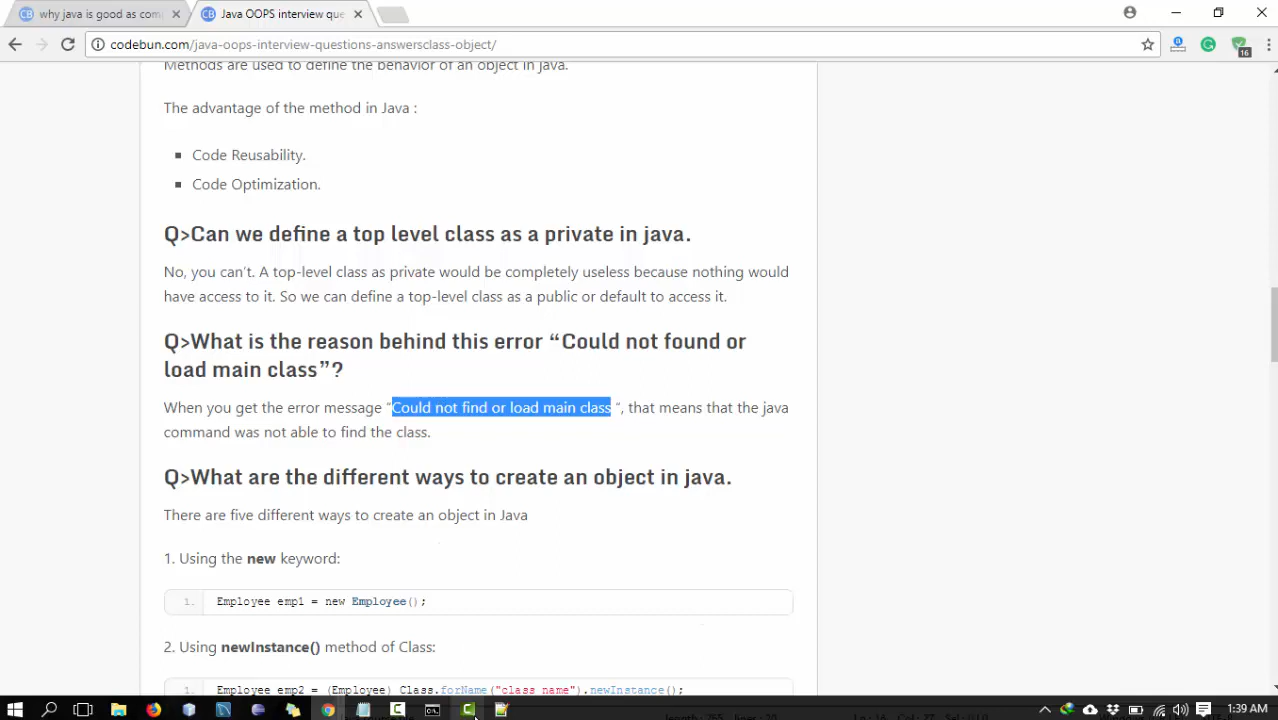 why java is good as com
Java OOPS interview que
codebun.com/java-oops-interview-questions-answersclass-object/
16
Methods are used to define the behavior of an object in java.
The advantage of the method in Java :
Code Reusability.
Code Optimization.
Q>Can we define a top level class as a private in java.
No, you can't. A top-level class as private would be completely useless because nothing would
have access to it. So we can define a top-level class as a public or default to access it.
Q>What is the reason behind this error “Could not found or
load main class”?
When you get the error message “Could not find or load main class “, that means that the java
command was not able to find the class.
Q>What are the different ways to create an object in java.
There are five different ways to create an object in Java
1. Using the new keyword:
1. Employee emp1 = new Employee();
2. Using newInstance() method of Class:
1. Employee emp2 = (Employee) Class.forName("class name").newInstance();
1:39 AM